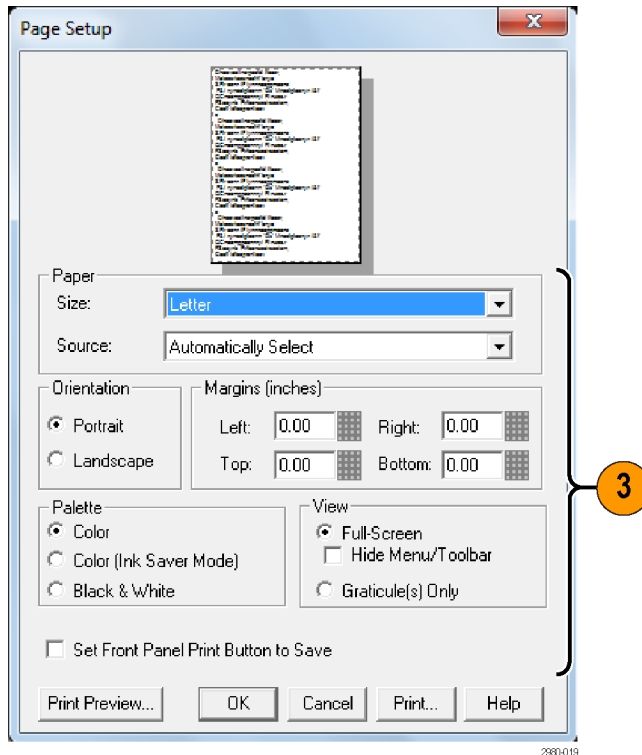 Page Setup
Paper
Size: Letter
Source: Automatically Select
Orientation Margins (inches)
Portrait Left: 0.00 Right: 0.00
Landscape Top: 0.00 Bottom: 0.00
Palette View
Color Full-Screen
Hide Menu/Toolbar
Color (Ink Saver Mode)
Black & White Graticule(s) Only
3
Set Front Panel Print Button to Save
Print Preview... OK Cancel Print... Help
2980-019